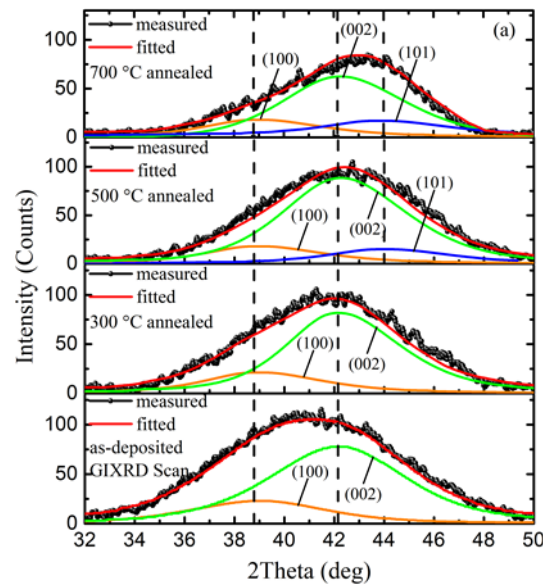 measured
fitted
700 °C annealed
(100)
(002)
(101)
(a)
100
50
0
measured
fitted
500 °C annealed
(100)
(002)
(101)
100
50
0
measured
fitted
300 °C annealed
(100)
(002)
100
50
0
measured
fitted
as-deposited
GIXRD Scan
(100)
(002)
100
50
0
32 34 36 38 40 42 44 46 48 50
2Theta (deg)
Intensity (Counts)